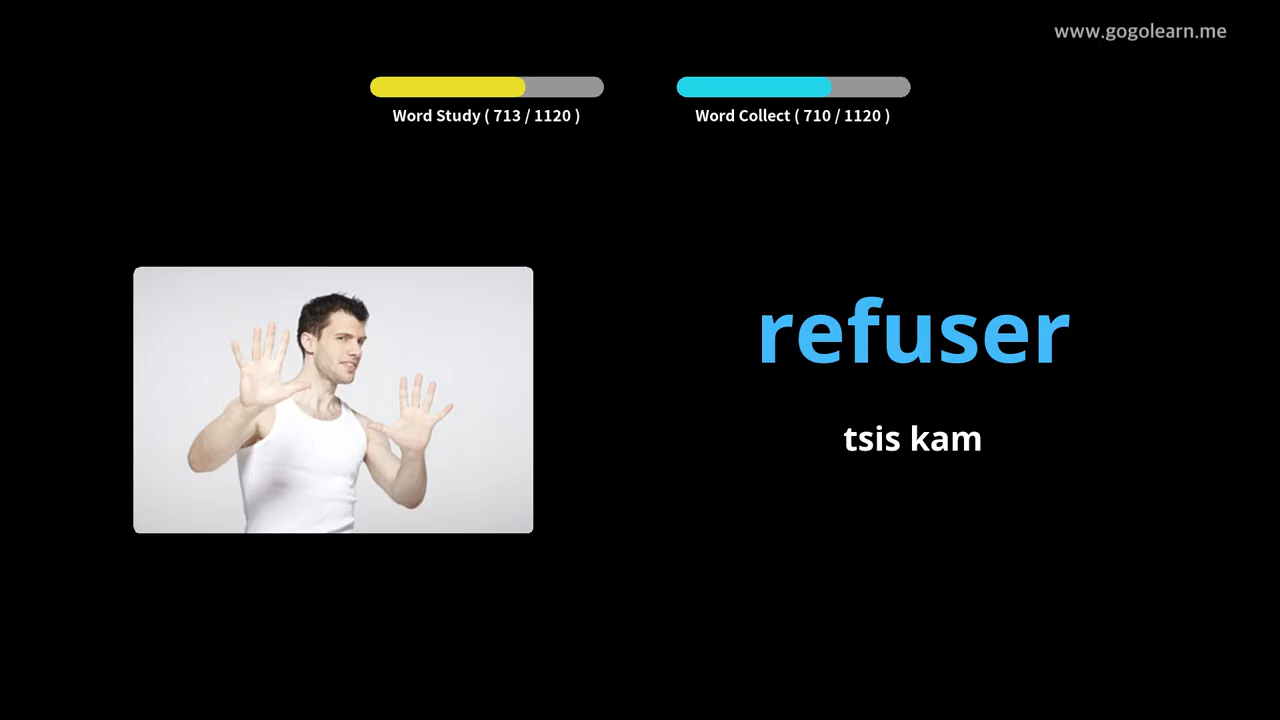 www.gogolearn.me
Word Study ( 713 / 1120 )
Word Collect ( 710 / 1120 )
refuser
tsis kam